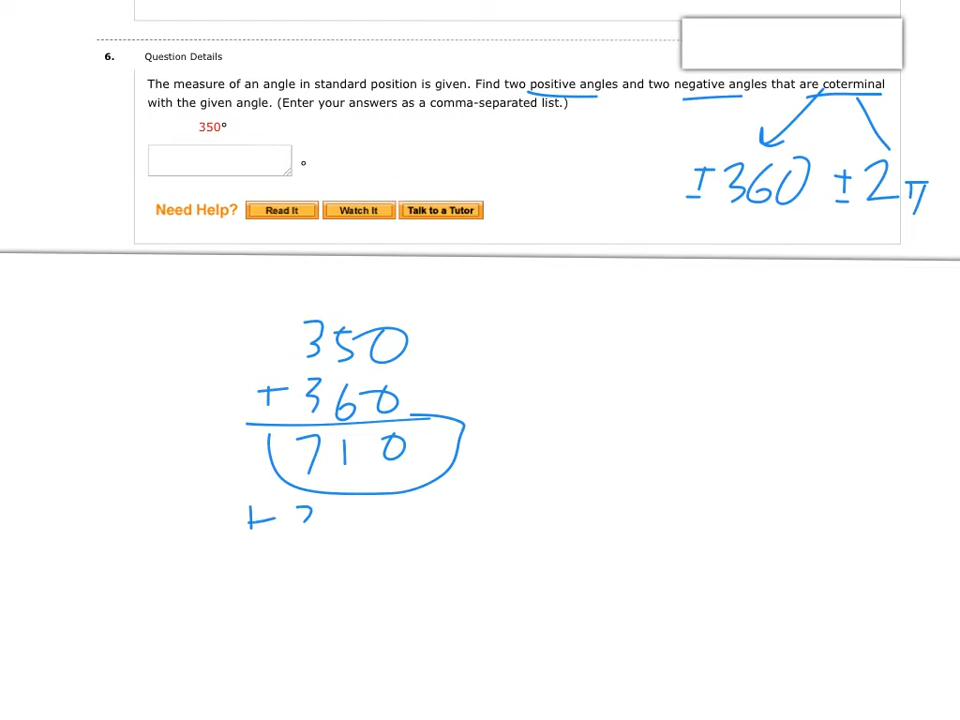 6. Question Details
The measure of an angle in standard position is given. Find two positive angles and two negative angles that are coterminal
with the given angle. (Enter your answers as a comma-separated list.)
350°
°
Need Help? Read It Watch It Talk to a Tutor
±360 ±2π
350
+360
710
+